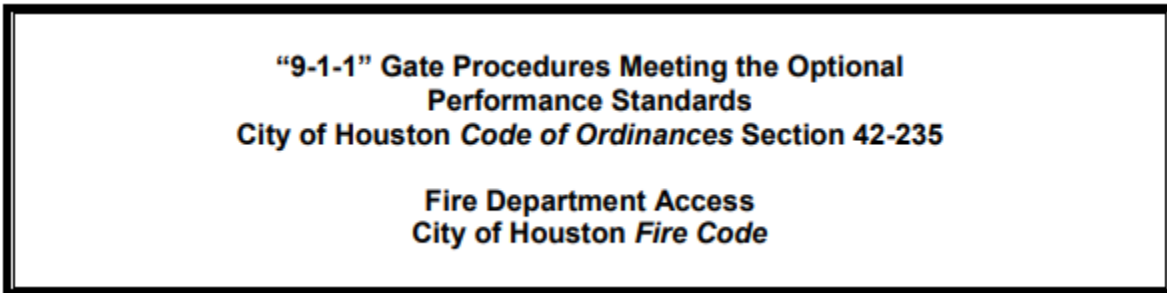 “9-1-1” Gate Procedures Meeting the Optional
Performance Standards
City of Houston Code of Ordinances Section 42-235
Fire Department Access
City of Houston Fire Code